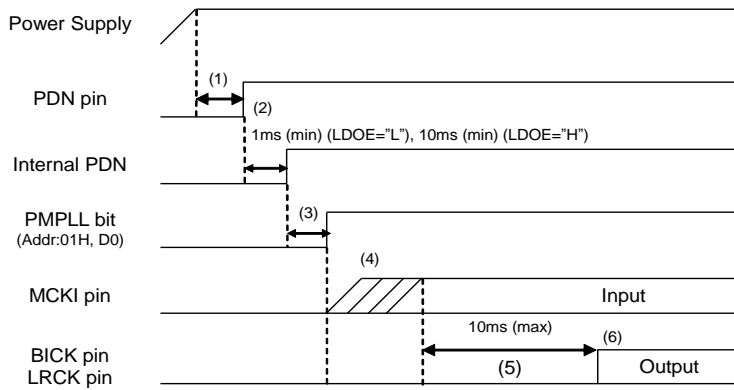 Power Supply
(1)
PDN pin
(2)
1ms (min) (LDOE="L"), 10ms (min) (LDOE="H")
Internal PDN
PMPLL bit
(3)
(Addr:01H, D0)
(4)
MCKI pin
Input
10ms (max)
(6)
BICK pin
(5)
Output
LRCK pin